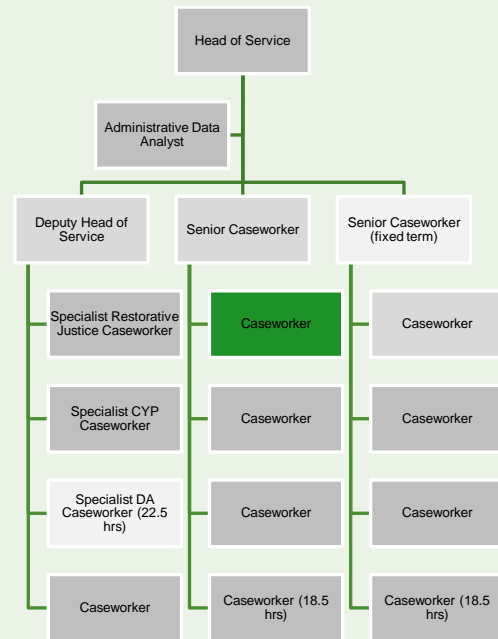 Head of Service
Administrative Data
Analyst
Deputy Head of
Service
Senior Caseworker
Senior Caseworker
(fixed term)
Specialist Restorative
Justice Caseworker
Caseworker
Caseworker
Specialist CYP
Caseworker
Caseworker
Caseworker
Specialist DA
Caseworker (22.5
hrs)
Caseworker
Caseworker
Caseworker
Caseworker (18.5
hrs)
Caseworker (18.5
hrs)